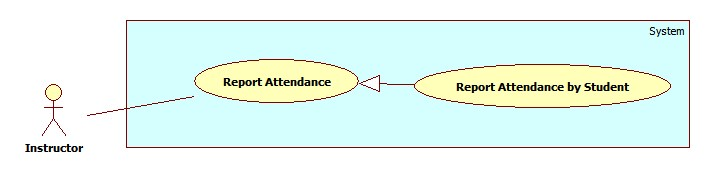 System
Report Attendance
Report Attendance by Student
Instructor